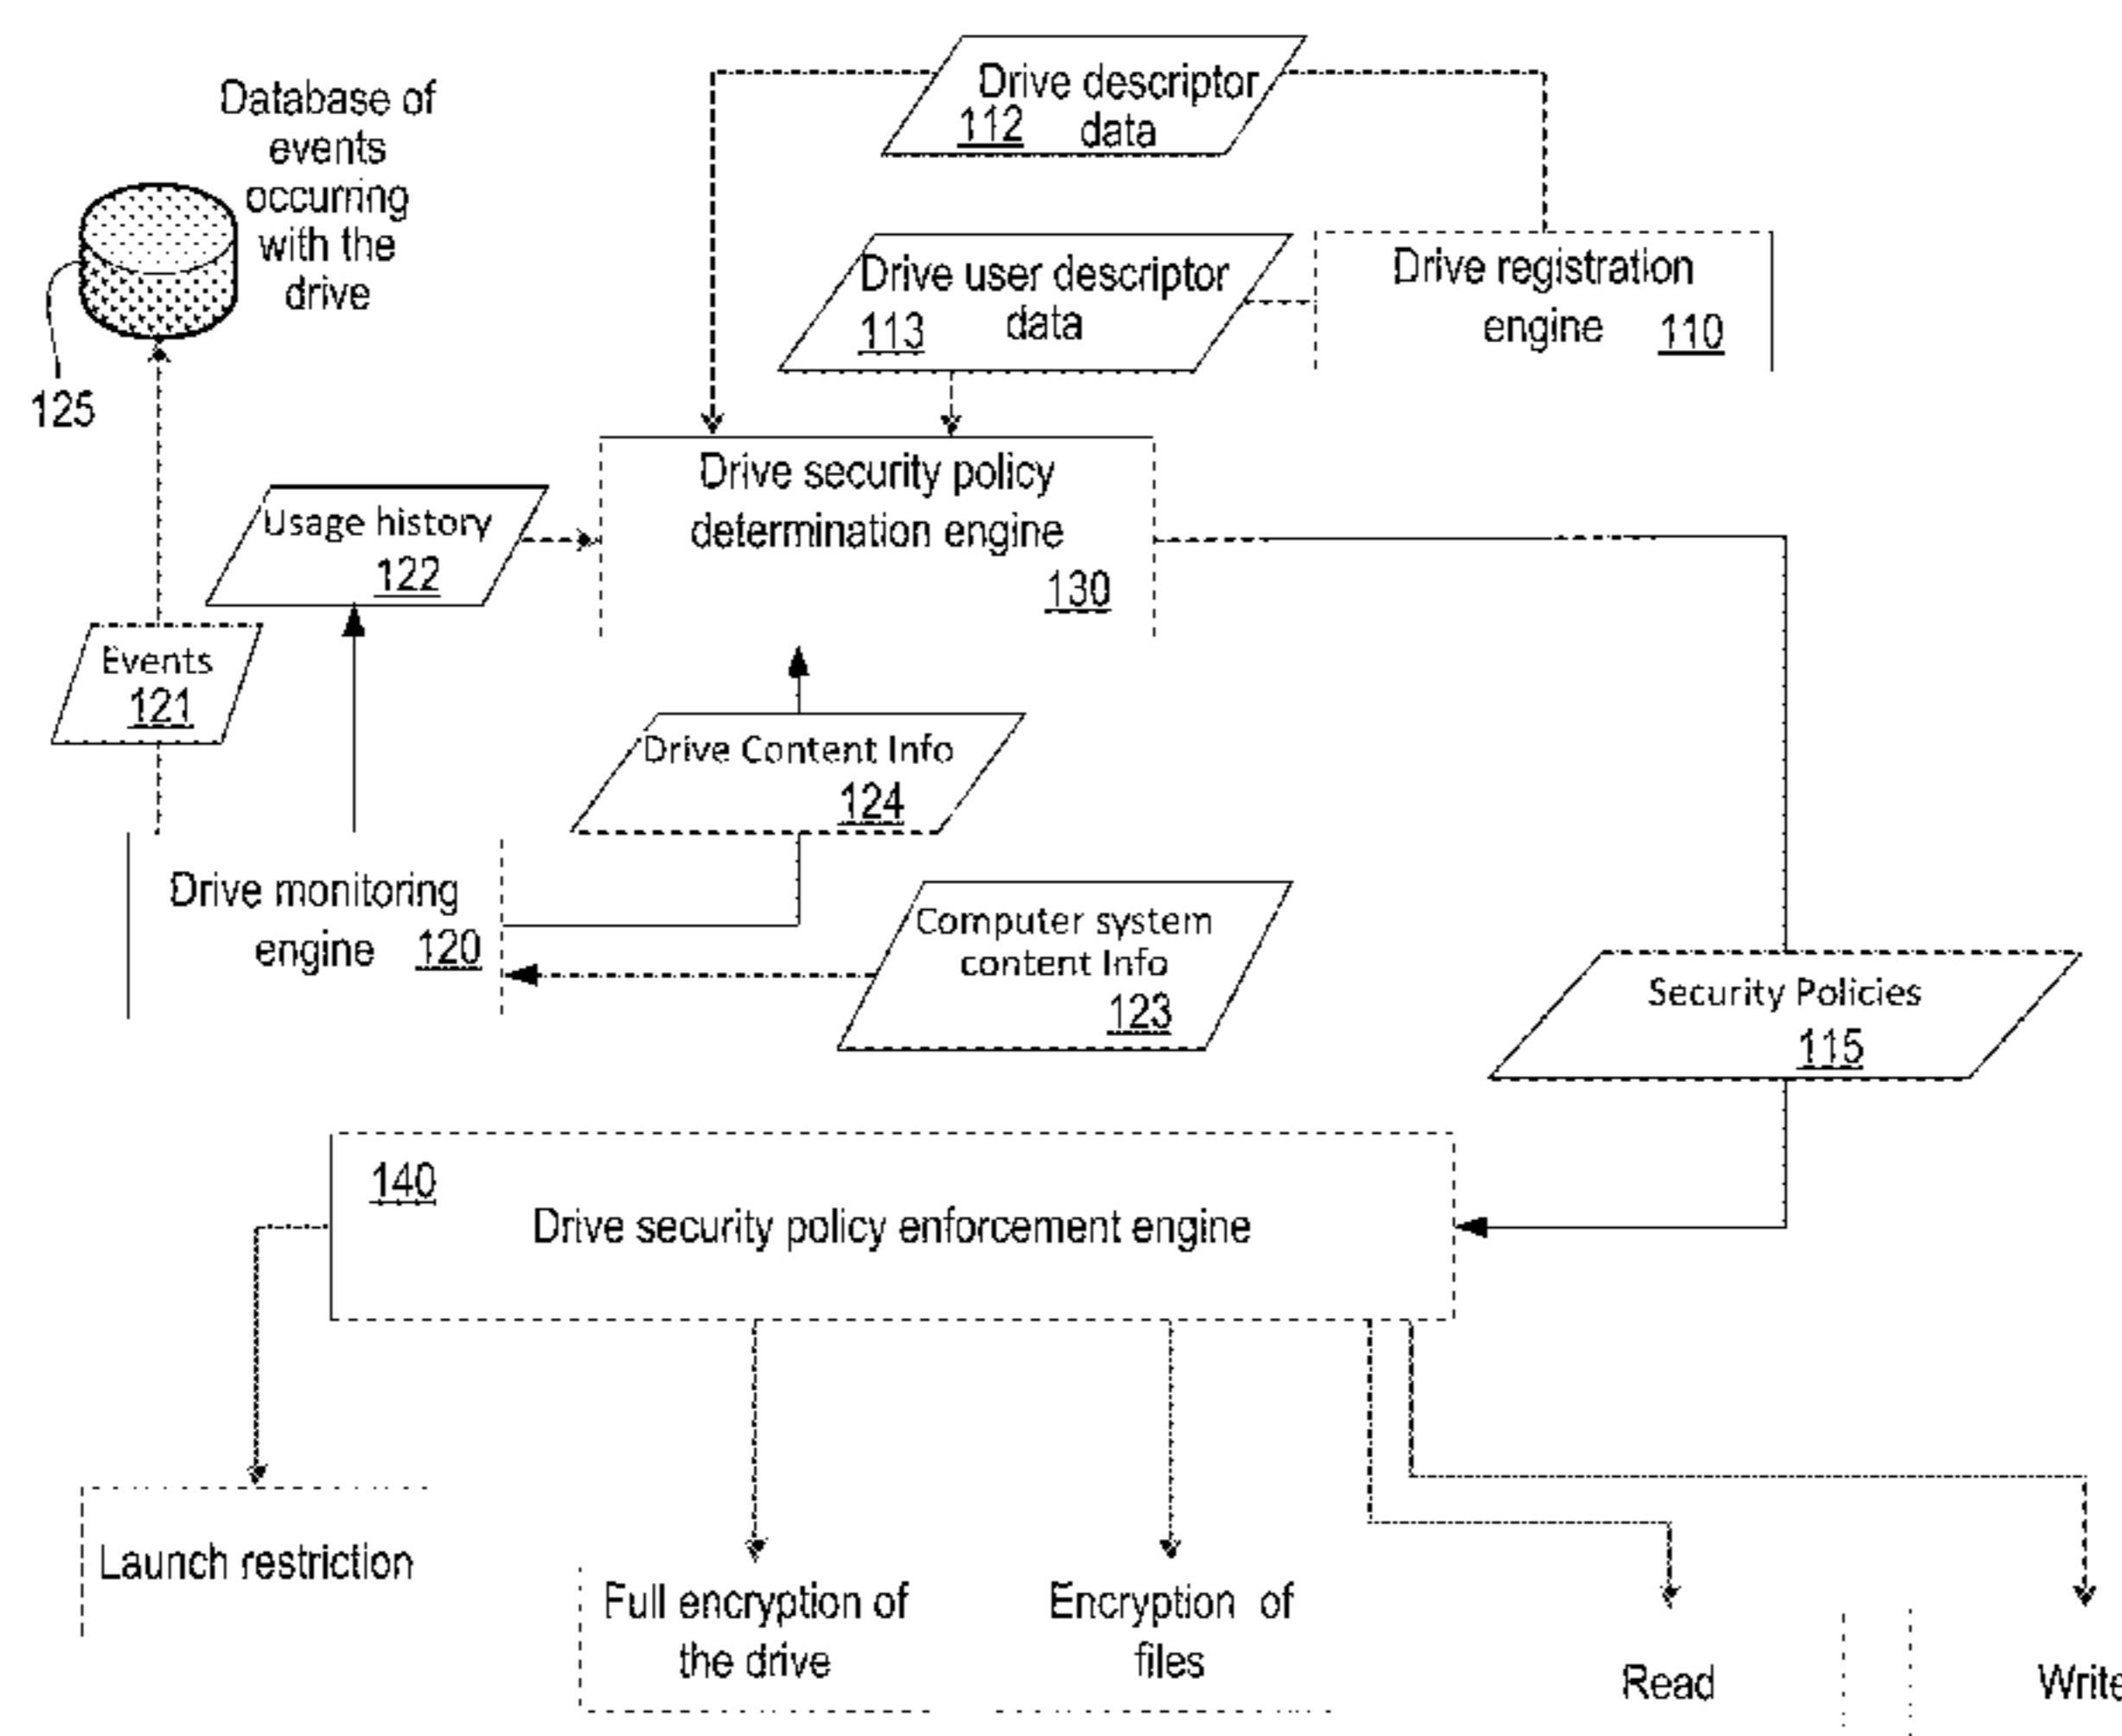 Drive descriptor
112 data
Database of
events
occurring
with the
drive
125
Drive user descriptor
113 data
Drive registration
engine 110
Drive security policy
determination engine
130
Usage history
122
Events
121
Drive Content Info
124
Drive monitoring
engine 120
Computer system
content Info
123
Security Policies
115
140
Drive security policy enforcement engine
Launch restriction
Full encryption of
the drive
Encryption of
files
Read
Write